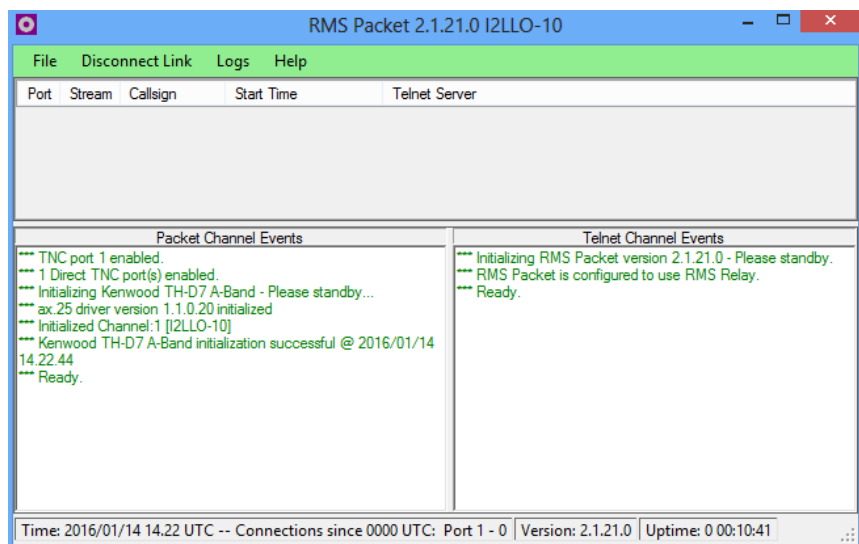 RMS Packet 2.1.21.0 I2LLO-10
File Disconnect Link Logs Help
Port Stream Callsign Start Time Telnet Server
Packet Channel Events
*** TNC port 1 enabled.
*** 1 Direct TNC port(s) enabled.
*** Initializing Kenwood TH-D7 A-Band - Please standby...
*** ax.25 driver version 1.1.0.20 initialized
*** Initialized Channel:1 [I2LLO-10]
*** Kenwood TH-D7 A-Band initialization successful @ 2016/01/14
14.22.44
*** Ready.
Telnet Channel Events
*** Initializing RMS Packet version 2.1.21.0 - Please standby.
*** RMS Packet is configured to use RMS Relay.
*** Ready.
Time: 2016/01/14 14.22 UTC -- Connections since 0000 UTC: Port 1 - 0 Version: 2.1.21.0 Uptime: 0 00:10:41